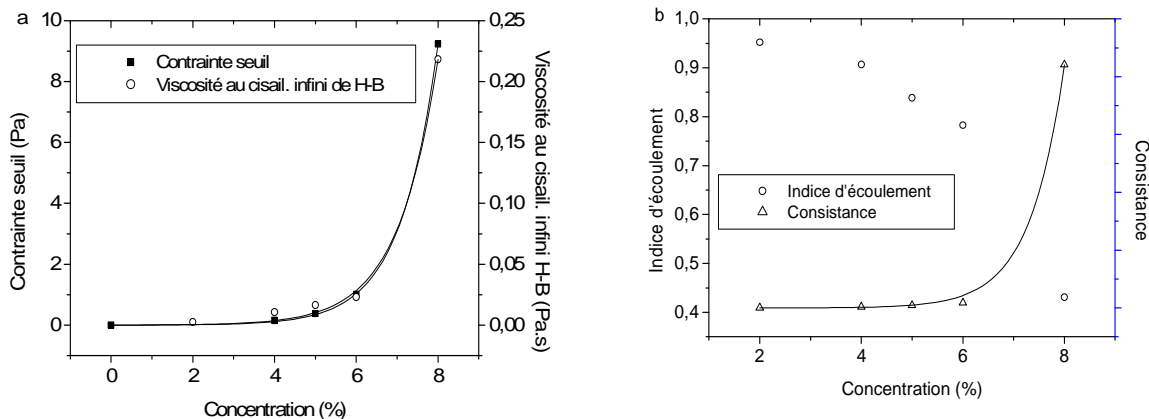 a
Contrainte seuil
Viscosité au cisail. infini de H-B
10
8
6
4
2
0
0,25
0,20
0,15
0,10
0,05
0,00
Contrainte seuil (Pa)
Viscosité au cisail. infini H-B (Pa.s)
0 2 4 6 8
Concentration (%)
b
1,0
0,9
0,8
0,7
0,6
0,5
0,4
Indice d'écoulement
Consistance
Indice d'écoulement
Consistance
2 4 6 8
Concentration (%)